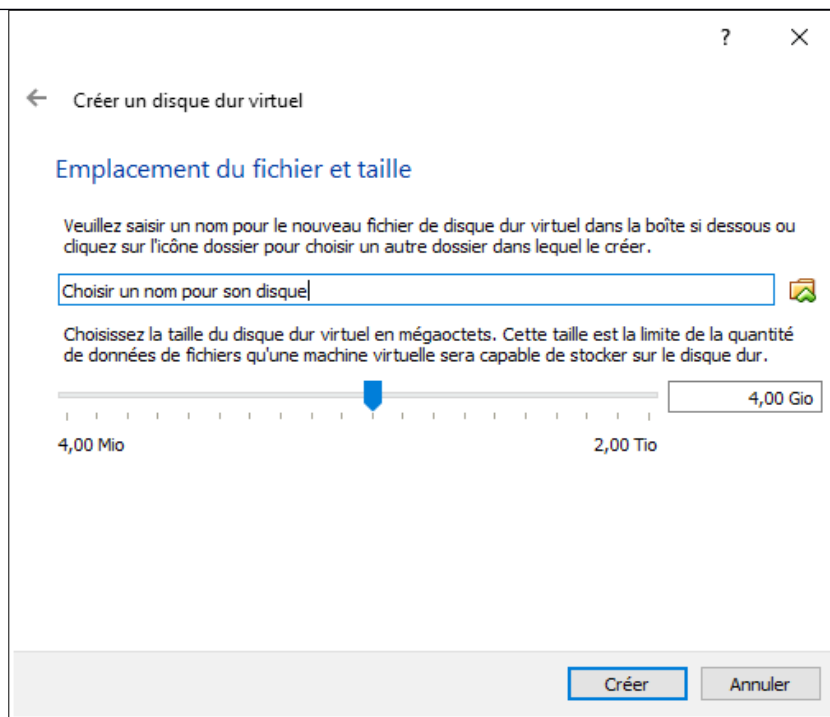 ?
Créer un disque dur virtuel
Emplacement du fichier et taille
Veuillez saisir un nom pour le nouveau fichier de disque dur virtuel dans la boîte si dessous ou
cliquez sur l'icône dossier pour choisir un autre dossier dans lequel le créer.
Choisir un nom pour son disque
Choisissez la taille du disque dur virtuel en mégaoctets. Cette taille est la limite de la quantité
de données de fichiers qu'une machine virtuelle sera capable de stocker sur le disque dur.
4,00 Gio
4,00 Mio 2,00 Tio
Créer Annuler